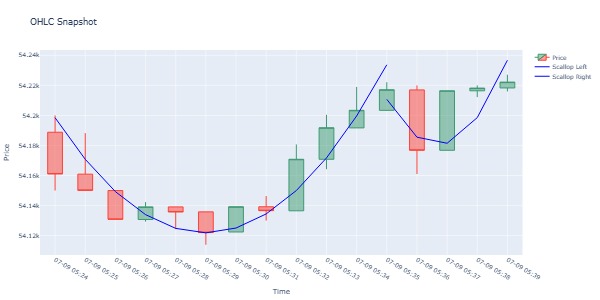 OHLC Snapshot
54.24k
54.22k
54.2k
54.18k
54.16k
54.14k
54.12k
Price
07-09 05:24
07-09 05:25
07-09 05:26
07-09 05:27
07-09 05:28
07-09 05:29
07-09 05:30
07-09 05:31
07-09 05:32
07-09 05:33
07-09 05:34
07-09 05:35
07-09 05:36
07-09 05:37
07-09 05:38
07-09 05:39
Time
Price
Scallop Left
Scallop Right